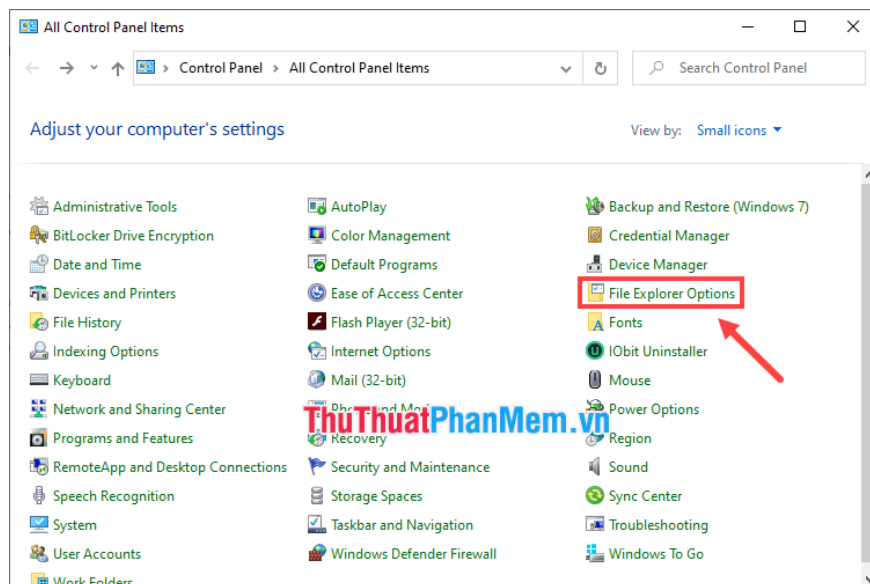 All Control Panel Items
Control Panel > All Control Panel Items
Search Control Panel
Adjust your computer's settings
View by: Small icons
Administrative Tools AutoPlay Backup and Restore (Windows 7)
BitLocker Drive Encryption Color Management Credential Manager
Date and Time Default Programs Device Manager
Devices and Printers Ease of Access Center File Explorer Options
File History Flash Player (32-bit) Fonts
Indexing Options Internet Options IObit Uninstaller
Keyboard Mail (32-bit) Mouse
Network and Sharing Center Power Options
ThuThuatPhanMem.vn
Programs and Features Recovery Region
RemoteApp and Desktop Connections Security and Maintenance Sound
Speech Recognition Storage Spaces Sync Center
System Taskbar and Navigation Troubleshooting
User Accounts Windows Defender Firewall Windows To Go
Work Folders